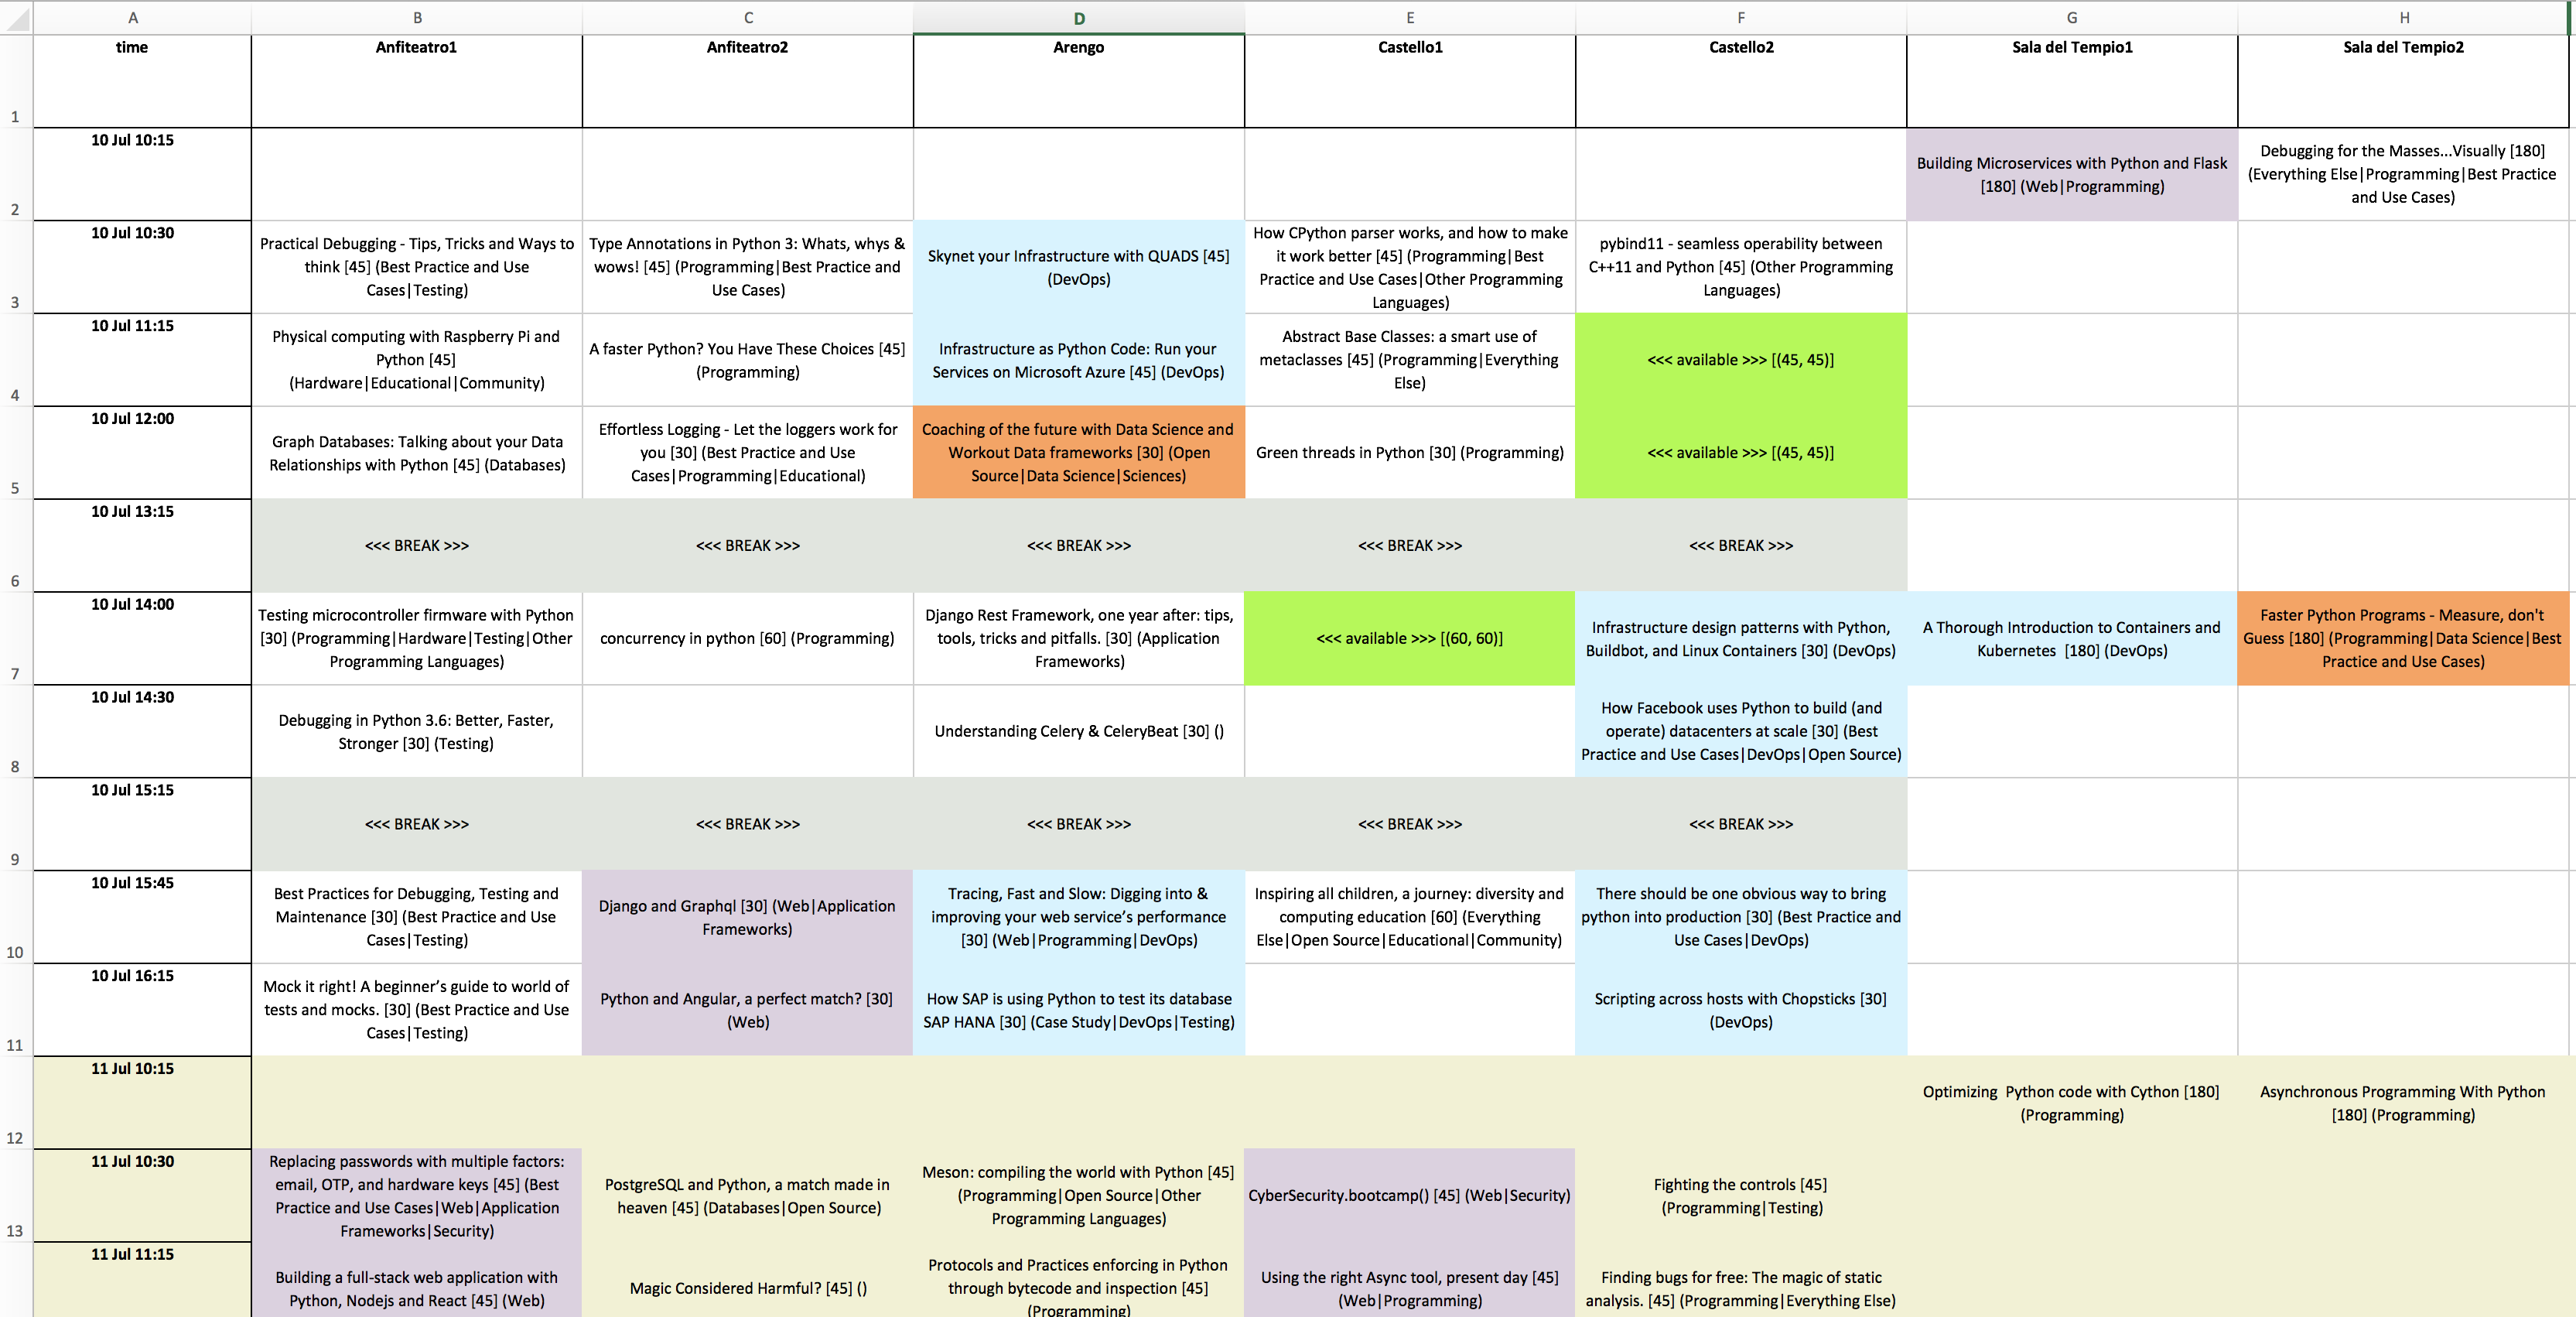 A B C D E F G H
1 time Anfiteatro1 Anfiteatro2 Arengo Castello1 Castello2 Sala del Tempio1 Sala del Tempio2
2
10 Jul 10:15
Building Microservices with Python and Flask
[180] (Web|Programming)
Debugging for the Masses...Visually [180]
(Everything Else|Programming|Best Practice
and Use Cases)
3
10 Jul 10:30
Practical Debugging - Tips, Tricks and Ways to
think [45] (Best Practice and Use
Cases|Testing)
Type Annotations in Python 3: Whats, whys &
wows! [45] (Programming|Best Practice and
Use Cases)
Skynet your Infrastructure with QUADS [45]
(DevOps)
How CPython parser works, and how to make
it work better [45] (Programming|Best
Practice and Use Cases|Other Programming
Languages)
pybind11 - seamless operability between
C++11 and Python [45] (Other Programming
Languages)
4
10 Jul 11:15
Physical computing with Raspberry Pi and
Python [45]
(Hardware|Educational|Community)
A faster Python? You Have These Choices [45]
(Programming)
Infrastructure as Python Code: Run your
Services on Microsoft Azure [45] (DevOps)
Abstract Base Classes: a smart use of
metaclasses [45] (Programming|Everything
Else)
<<< available >>> [(45, 45)]
5
10 Jul 12:00
Graph Databases: Talking about your Data
Relationships with Python [45] (Databases)
Effortless Logging - Let the loggers work for
you [30] (Best Practice and Use
Cases|Programming|Educational)
Coaching of the future with Data Science and
Workout Data frameworks [30] (Open
Source|Data Science|Sciences)
Green threads in Python [30] (Programming)
<<< available >>> [(45, 45)]
6
10 Jul 13:15
<<< BREAK >>>
<<< BREAK >>>
<<< BREAK >>>
<<< BREAK >>>
<<< BREAK >>>
7
10 Jul 14:00
Testing microcontroller firmware with Python
[30] (Programming|Hardware|Testing|Other
Programming Languages)
concurrency in python [60] (Programming)
Django Rest Framework, one year after: tips,
tools, tricks and pitfalls. [30] (Application
Frameworks)
<<< available >>> [(60, 60)]
Infrastructure design patterns with Python,
Buildbot, and Linux Containers [30] (DevOps)
A Thorough Introduction to Containers and
Kubernetes  [180] (DevOps)
Faster Python Programs - Measure, don't
Guess [180] (Programming|Data Science|Best
Practice and Use Cases)
8
10 Jul 14:30
Debugging in Python 3.6: Better, Faster,
Stronger [30] (Testing)
Understanding Celery & CeleryBeat [30] ()
How Facebook uses Python to build (and
operate) datacenters at scale [30] (Best
Practice and Use Cases|DevOps|Open Source)
9
10 Jul 15:15
<<< BREAK >>>
<<< BREAK >>>
<<< BREAK >>>
<<< BREAK >>>
<<< BREAK >>>
10
10 Jul 15:45
Best Practices for Debugging, Testing and
Maintenance [30] (Best Practice and Use
Cases|Testing)
Django and Graphql [30] (Web|Application
Frameworks)
Tracing, Fast and Slow: Digging into &
improving your web service’s performance
[30] (Web|Programming|DevOps)
Inspiring all children, a journey: diversity and
computing education [60] (Everything
Else|Open Source|Educational|Community)
There should be one obvious way to bring
python into production [30] (Best Practice and
Use Cases|DevOps)
11
10 Jul 16:15
Mock it right! A beginner’s guide to world of
tests and mocks. [30] (Best Practice and Use
Cases|Testing)
Python and Angular, a perfect match? [30]
(Web)
How SAP is using Python to test its database
SAP HANA [30] (Case Study|DevOps|Testing)
Scripting across hosts with Chopsticks [30]
(DevOps)
12
11 Jul 10:15
Optimizing  Python code with Cython [180]
(Programming)
Asynchronous Programming With Python
[180] (Programming)
13
11 Jul 10:30
Replacing passwords with multiple factors:
email, OTP, and hardware keys [45] (Best
Practice and Use Cases|Web|Application
Frameworks|Security)
PostgreSQL and Python, a match made in
heaven [45] (Databases|Open Source)
Meson: compiling the world with Python [45]
(Programming|Open Source|Other
Programming Languages)
CyberSecurity.bootcamp() [45] (Web|Security)
Fighting the controls [45]
(Programming|Testing)
11 Jul 11:15
Building a full-stack web application with
Python, Nodejs and React [45] (Web)
Magic Considered Harmful? [45] ()
Protocols and Practices enforcing in Python
through bytecode and inspection [45]
(Programming)
Using the right Async tool, present day [45]
(Web|Programming)
Finding bugs for free: The magic of static
analysis. [45] (Programming|Everything Else)